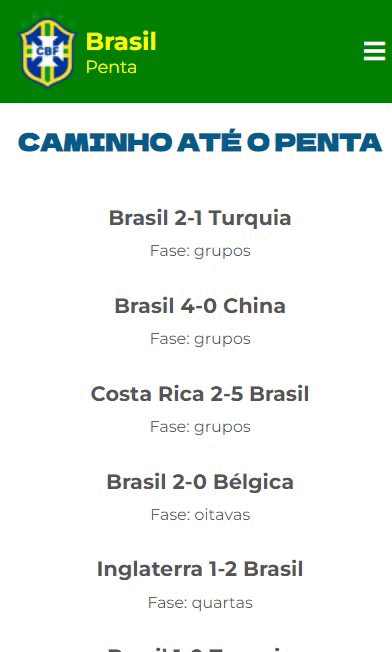 CBF
Brasil
Penta
CAMINHO ATÉ O PENTA
Brasil 2-1 Turquia
Fase: grupos
Brasil 4-0 China
Fase: grupos
Costa Rica 2-5 Brasil
Fase: grupos
Brasil 2-0 Bélgica
Fase: oitavas
Inglaterra 1-2 Brasil
Fase: quartas